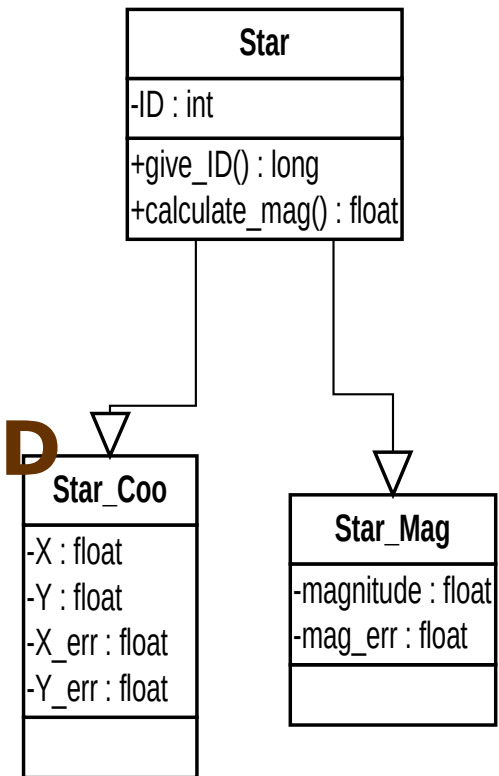 Star
-ID : int
+give_ID() : long
+calculate_mag() : float
D
Star_Coo
-X : float
-Y : float
-X_err : float
-Y_err : float
Star_Mag
-magnitude : float
-mag_err : float